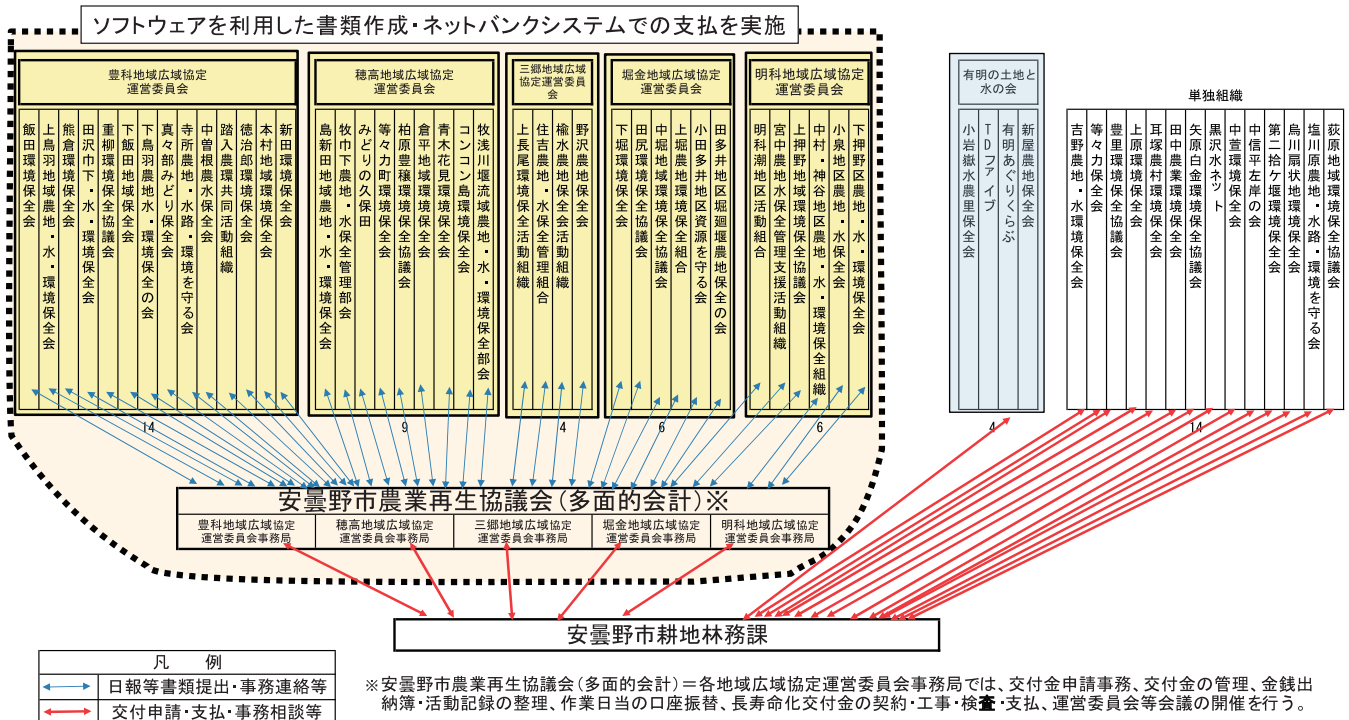 ソフトウェアを利用した書類作成・ネットバンクシステムでの支払を実施
豊科地域広域協定
運営委員会
飯田環境保全会
上鳥羽地域農地・水・環境保全会
熊倉環境保全会
田沢巾下・水・環境保全会
重柳環境保全協議会
下飯田地域環境保全会
下鳥羽農地水・環境保全の会
真々部みどり保全会
寺所農地・水路・環境を守る会
中曽根農水保全会
踏入農環境共同活動組織
徳治郎環境保全会
本村地域環境保全会
新田環境保全会
14
穂高地域広域協定
運営委員会
島新田地域農地・水・環境保全会
牧巾下農地・水保全管理部会
みどりの久保田
等々力町環境保全会
柏原豊穣環境保全協議会
倉平地域環境保全会
青木花見環境保全会
コンコン島環境保全会
牧浅川堰流域農地・水・環境保全部会
9
三郷地域広域
協定運営委員
会
上長尾環境保全活動組織
住吉農地・水保全管理組合
楡水農地保全会活動組織
野沢農地保全会
4
堀金地域広域協定
運営委員会
下堀環境保全会
田尻環境保全協議会
中堀地域環境保全会
上堀農地環境保全組合
小田多井地区資源を守る会
田多井地区堀廻堰農地保全の会
6
明科地域広域協定
運営委員会
明科潮地区活動組合
宮中農地水保全管理支援活動組織
上押野地域環境保全協議会
中村・神谷地区農地・水・環境保全組織
小泉地区農地・水保全会
下押野区農地・水・環境保全会
6
有明の土地と
水の会
小岩嶽水農里保全会
TDファイブ
有明あぐりくらぶ
新屋農地保全会
4
単独組織
吉野農地・水環境保全会
等々力保全会
豊里環境保全協議会
上原環境保全会
耳塚農村環境保全会
田中農業環境保全会
矢原白金環境保全協議会
黒沢水ネット
中萱環境保全会
中信平左岸の会
第二拾ケ堰環境保全会
烏川扇状地環境保全会
塩川原農地・水路・環境を守る会
荻原地域環境保全協議会
14
安曇野市農業再生協議会(多面的会計)※
豊科地域広域協定
運営委員会事務局
穂高地域広域協定
運営委員会事務局
三郷地域広域協定
運営委員会事務局
堀金地域広域協定
運営委員会事務局
明科地域広域協定
運営委員会事務局
安曇野市耕地林務課
凡 例
日報等書類提出・事務連絡等
交付申請・支払・事務相談等
※安曇野市農業再生協議会(多面的会計)=各地域広域協定運営委員会事務局では、交付金申請事務、交付金の管理、金銭出
納簿・活動記録の整理、作業日当の口座振替、長寿命化交付金の契約・工事・検査・支払、運営委員会等会議の開催を行う。